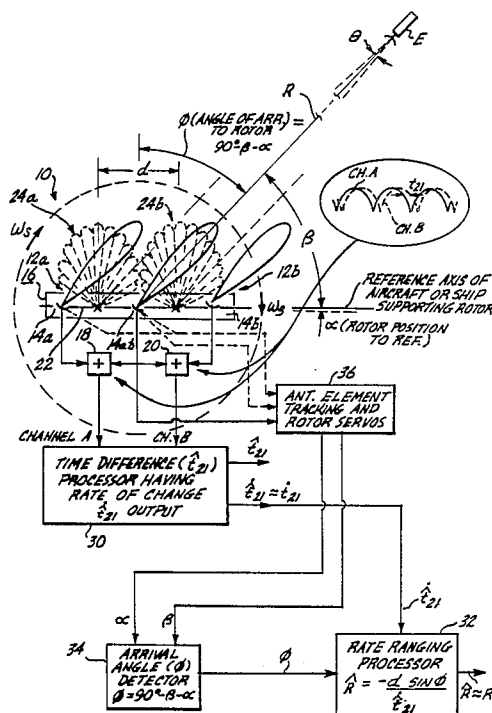 θ
E
R
φ (ANGLE OF ARR.
TO ROTOR =
90°-β-α
d
24a
10
24b
CH.A
t21
CH. B
ωS
12a
16
β
12b
REFERENCE AXIS OF
AIRCRAFT OR SHIP
SUPPORTING ROTOR
ωS
α (ROTOR POSITION
TO REF.)
14a
22
18
14ab
20
14b
+
+
36
ANT. ELEMENT
TRACKING AND
ROTOR SERVOS
CHANNEL A
CH. B
TIME DIFFERENCE (t̂21)
PROCESSOR HAVING
RATE OF CHANGE
ṫ̂21 OUTPUT
t̂21
ṫ̂21 ≈ ṫ21
30
α
β
ṫ̂21
34
32
ARRIVAL
ANGLE (φ)
DETECTOR
φ = 90°-β-α
φ
RATE RANGING
PROCESSOR
R̂ = -d SIN φ / ṫ̂21
R̂ ≈ R